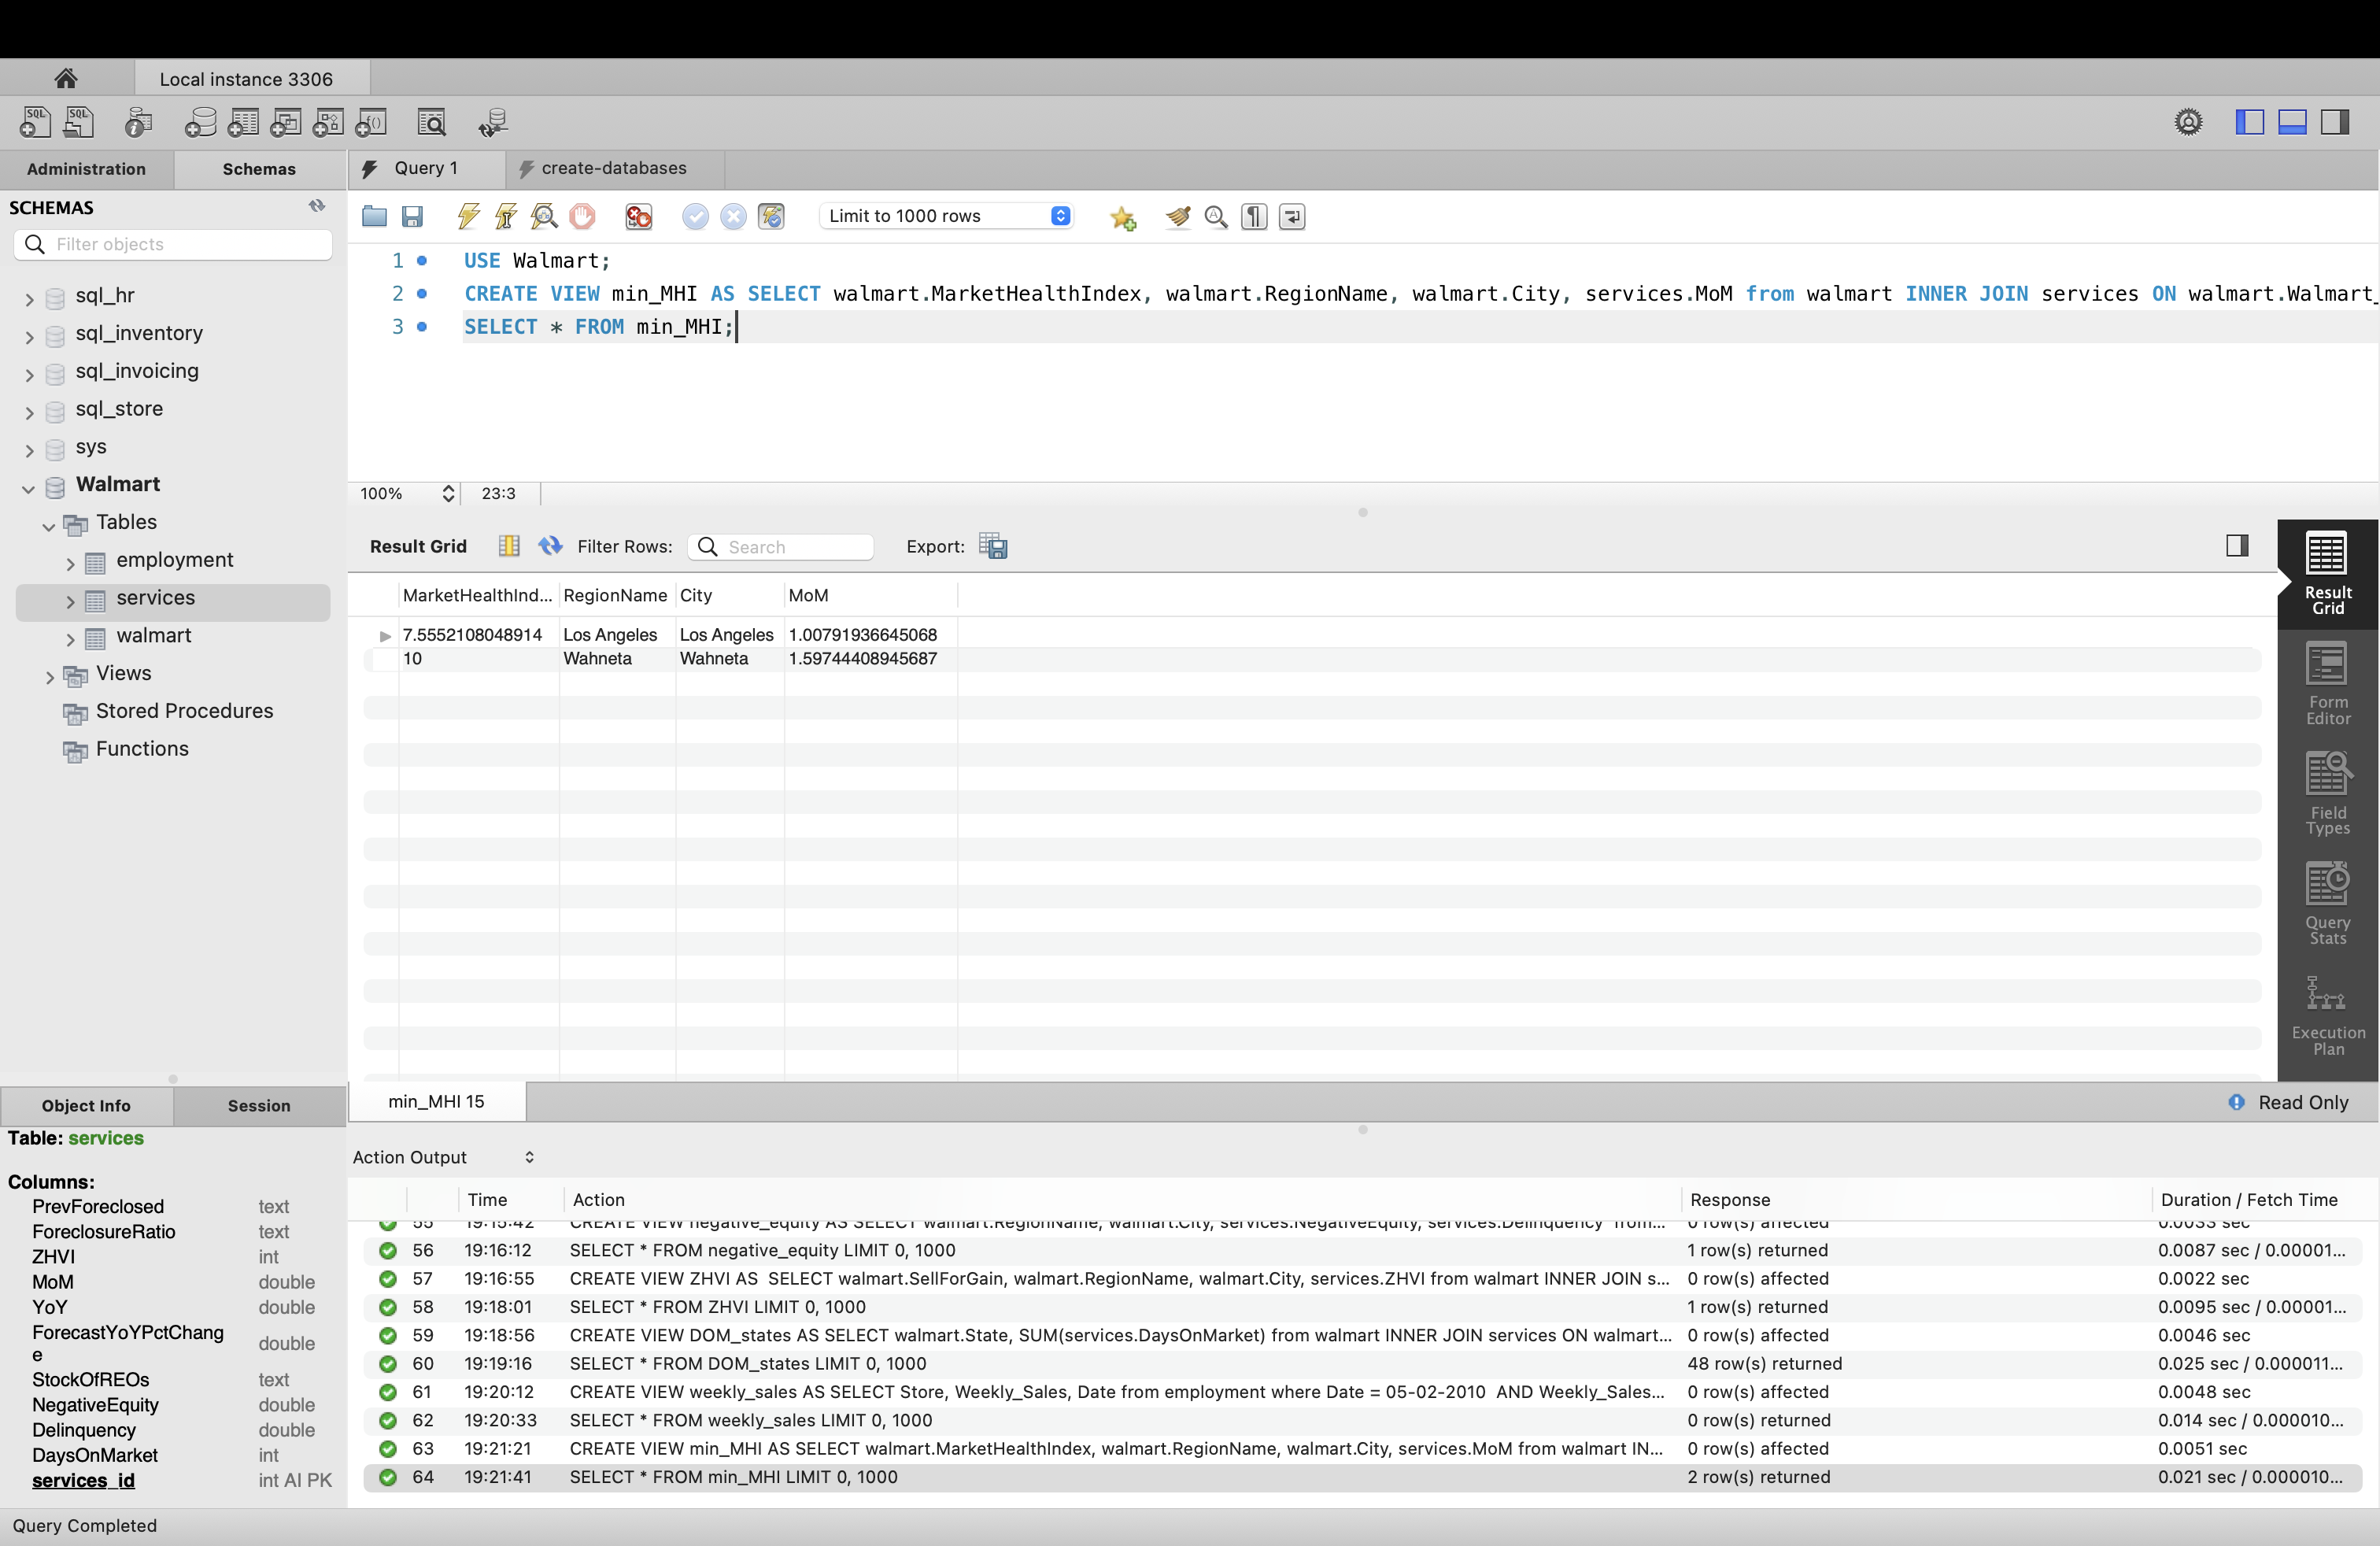 Local instance 3306
Administration
Schemas
Query 1
create-databases
SCHEMAS
Filter objects
Limit to 1000 rows
1 USE Walmart;
2 CREATE VIEW min_MHI AS SELECT walmart.MarketHealthIndex, walmart.RegionName, walmart.City, services.MoM from walmart INNER JOIN services ON walmart.Walmart_
3 SELECT * FROM min_MHI;
sql_hr
sql_inventory
sql_invoicing
sql_store
sys
Walmart
Tables
employment
services
walmart
Views
Stored Procedures
Functions
100% 23:3
Result Grid Filter Rows: Search Export:
MarketHealthInd... RegionName City MoM
7.5552108048914 Los Angeles Los Angeles 1.00791936645068
10 Wahneta Wahneta 1.59744408945687
Result
Grid
Form
Editor
Field
Types
Query
Stats
Execution
Plan
Object Info
Session
min_MHI 15
Read Only
Table: services
Columns:
PrevForeclosed text
ForeclosureRatio text
ZHVI int
MoM double
YoY double
ForecastYoYPctChang
e double
StockOfREOs text
NegativeEquity double
Delinquency double
DaysOnMarket int
services_id int AI PK
Action Output
Time Action Response Duration / Fetch Time
55 19:15:42 CREATE VIEW negative_equity AS SELECT walmart.RegionName, walmart.City, services.NegativeEquity, services.Delinquency from... 0 row(s) affected 0.0033 sec
56 19:16:12 SELECT * FROM negative_equity LIMIT 0, 1000 1 row(s) returned 0.0087 sec / 0.00001...
57 19:16:55 CREATE VIEW ZHVI AS SELECT walmart.SellForGain, walmart.RegionName, walmart.City, services.ZHVI from walmart INNER JOIN s... 0 row(s) affected 0.0022 sec
58 19:18:01 SELECT * FROM ZHVI LIMIT 0, 1000 1 row(s) returned 0.0095 sec / 0.00001...
59 19:18:56 CREATE VIEW DOM_states AS SELECT walmart.State, SUM(services.DaysOnMarket) from walmart INNER JOIN services ON walmart... 0 row(s) affected 0.0046 sec
60 19:19:16 SELECT * FROM DOM_states LIMIT 0, 1000 48 row(s) returned 0.025 sec / 0.000011...
61 19:20:12 CREATE VIEW weekly_sales AS SELECT Store, Weekly_Sales, Date from employment where Date = 05-02-2010 AND Weekly_Sales... 0 row(s) affected 0.0048 sec
62 19:20:33 SELECT * FROM weekly_sales LIMIT 0, 1000 0 row(s) returned 0.014 sec / 0.000010...
63 19:21:21 CREATE VIEW min_MHI AS SELECT walmart.MarketHealthIndex, walmart.RegionName, walmart.City, services.MoM from walmart IN... 0 row(s) affected 0.0051 sec
64 19:21:41 SELECT * FROM min_MHI LIMIT 0, 1000 2 row(s) returned 0.021 sec / 0.000010...
Query Completed